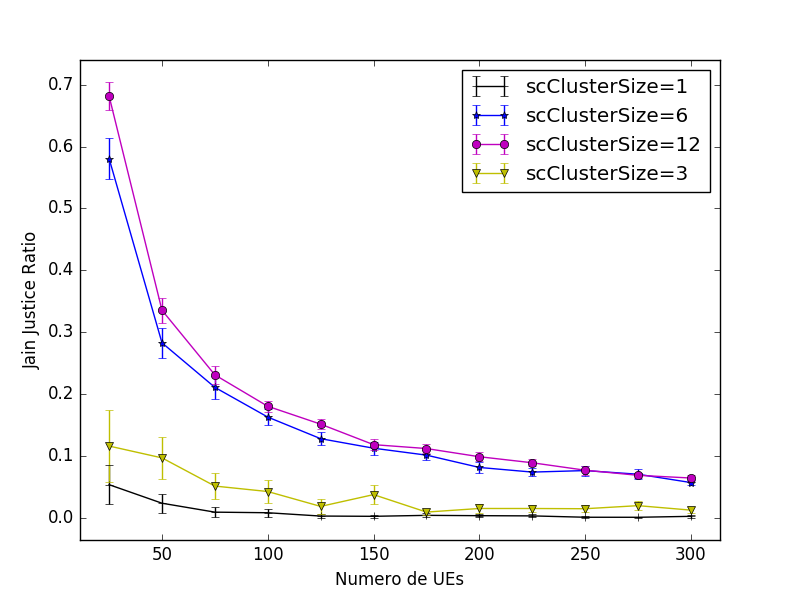 scClusterSize=1
scClusterSize=6
scClusterSize=12
scClusterSize=3
0.7
0.6
0.5
0.4
0.3
0.2
0.1
0.0
Jain Justice Ratio
50 100 150 200 250 300
Numero de UEs